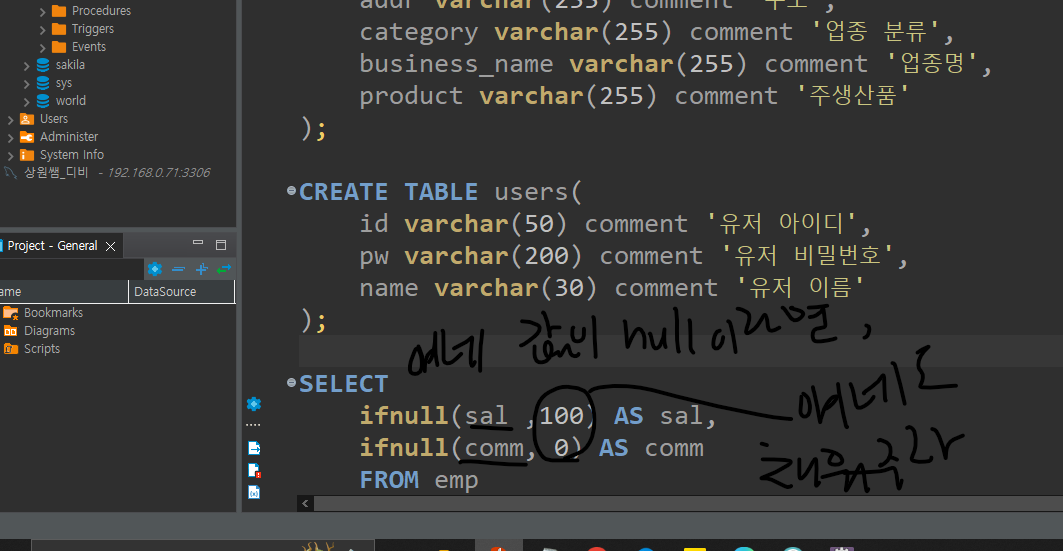 Procedures
Triggers
Events
sakila
sys
world
Users
Administer
System Info
상원쌤_디비 - 192.168.0.71:3306
Project - General
ame
DataSource
Bookmarks
Diagrams
Scripts
addr varchar(255) comment '주소',
category varchar(255) comment '업종 분류',
business_name varchar(255) comment '업종명',
product varchar(255) comment '주생산품'
);
CREATE TABLE users(
id varchar(50) comment '유저 아이디',
pw varchar(200) comment '유저 비밀번호',
name varchar(30) comment '유저 이름'
);
얘네 값이 null이라면,
SELECT
ifnull(sal ,100) AS sal,
ifnull(comm, 0) AS comm
FROM emp
얘네로
채워주라